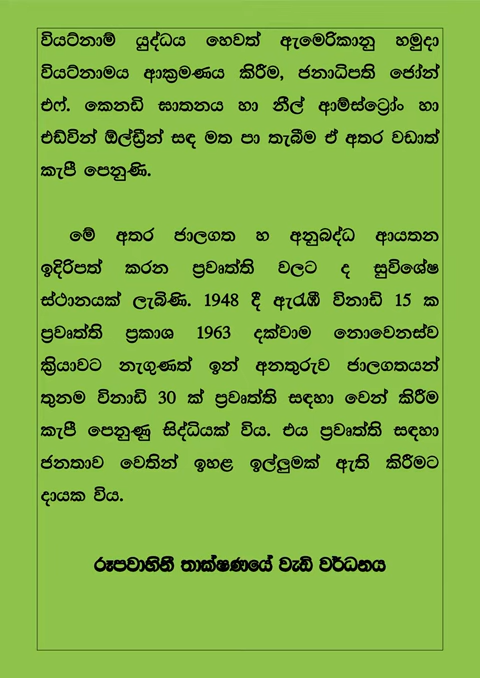 වියට්නාම් යුද්ධය හෙවත් ඇමෙරිකානු හමුදා
වියට්නාමය ආක්‍රමණය කිරීම, ජනාධිපති ජෝන්
එෆ්. කෙනඩි ඝාතනය හා නීල් ආම්ස්ට්‍රෝං හා
එඩ්වින් ඕල්ඩ්‍රින් සඳ මත පා තැබීම ඒ අතර වඩාත්
කැපී පෙනුණි.
මේ අතර ජාලගත හ අනුබද්ධ ආයතන
ඉදිරිපත් කරන ප්‍රවෘත්ති වලට ද සුවිශේෂ
ස්ථානයක් ලැබිණි. 1948 දී ඇරැඹී විනාඩි 15 ක
ප්‍රවෘත්ති ප්‍රකාශ 1963 දක්වාම නොවෙනස්ව
ක්‍රියාවට නැගුණත් ඉන් අනතුරුව ජාලගතයන්
තුනම විනාඩි 30 ක් ප්‍රවෘත්ති සඳහා වෙන් කිරීම
කැපී පෙනුණු සිද්ධියක් විය. එය ප්‍රවෘත්ති සඳහා
ජනතාව වෙතින් ඉහළ ඉල්ලුමක් ඇති කිරීමට
දායක විය.
රූපවාහිනී තාක්ෂණයේ වැඩි වර්ධනය